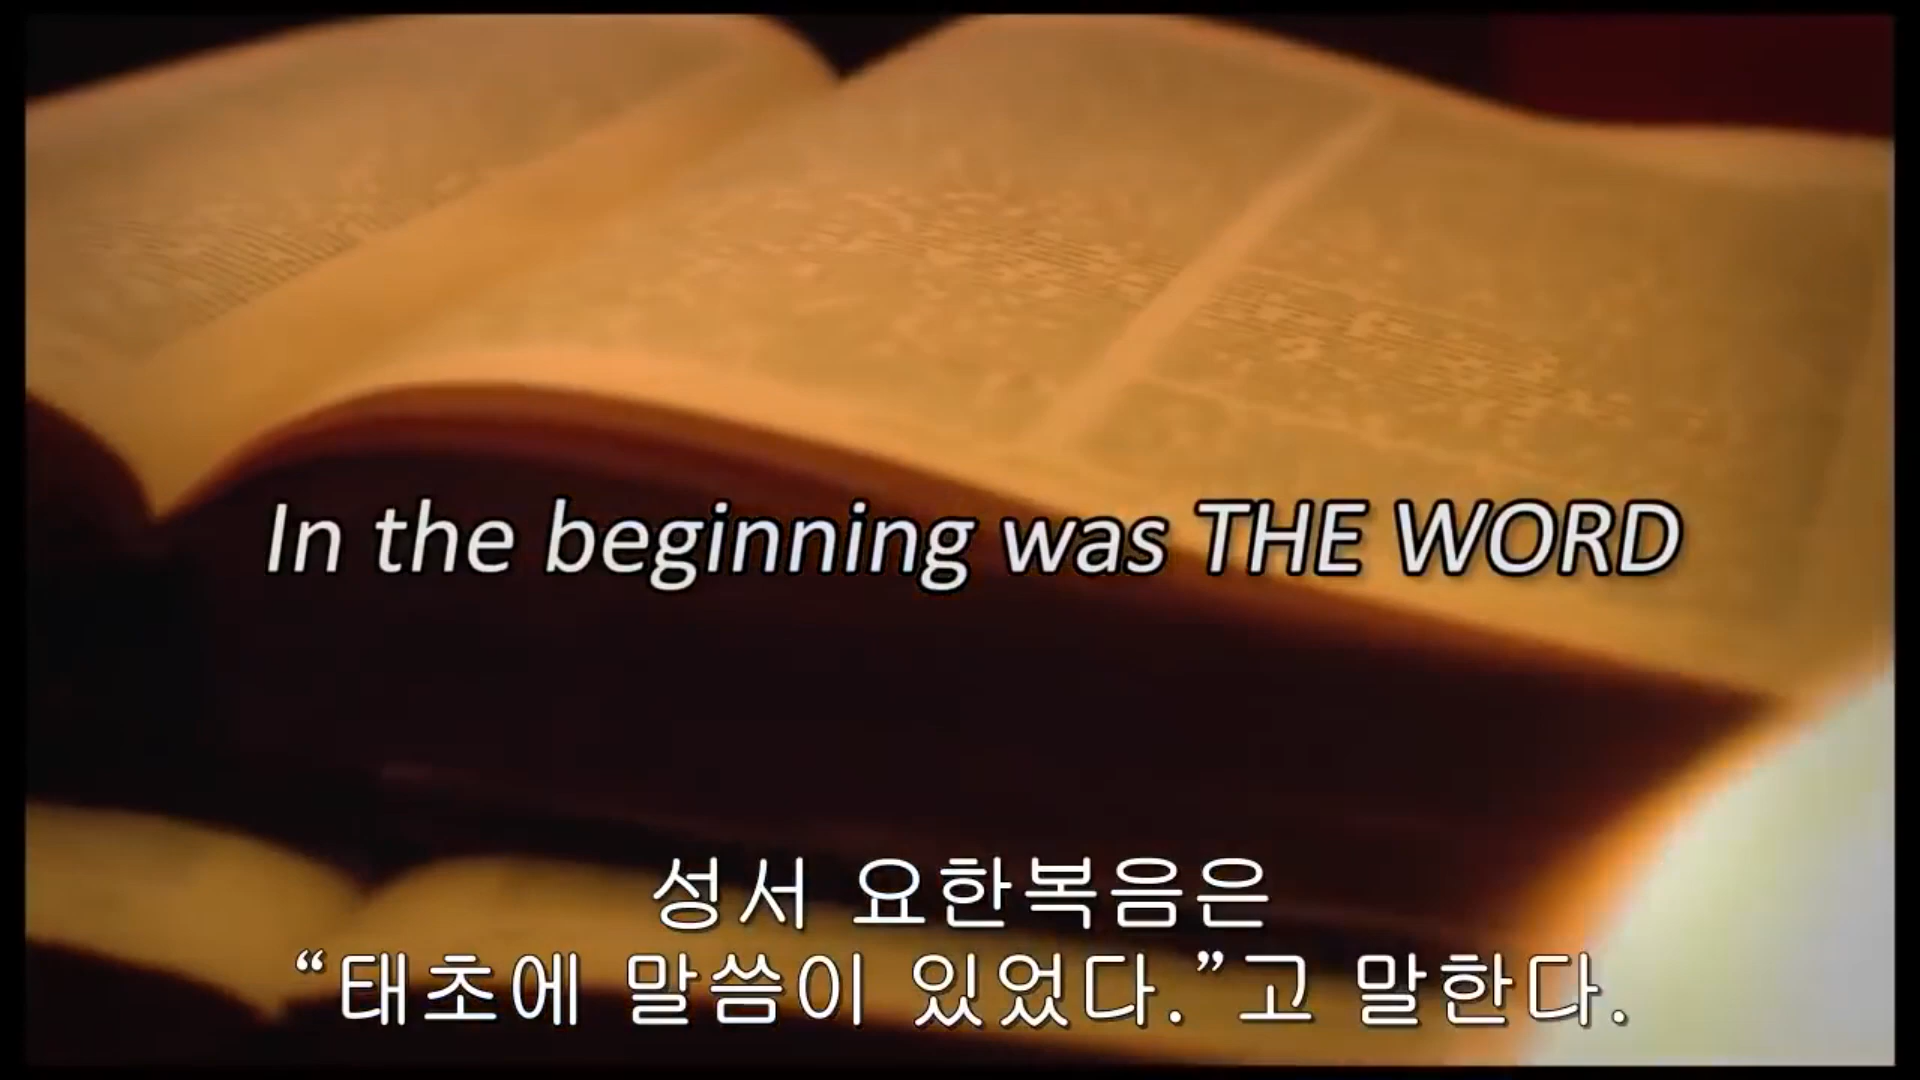 In the beginning was THE WORD
성서 요한복음은
“태초에 말씀이 있었다.”고 말한다.